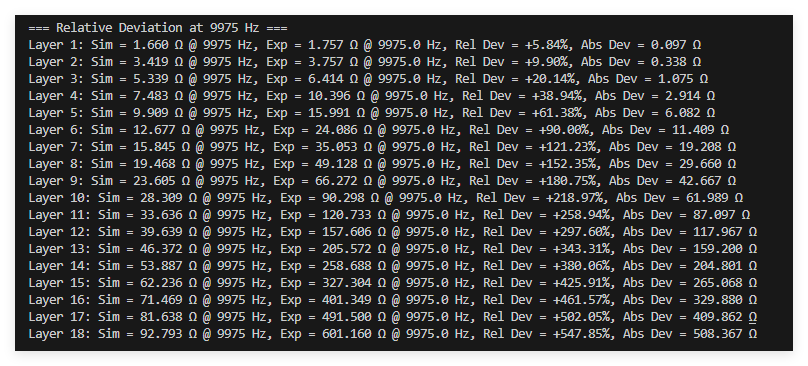 === Relative Deviation at 9975 Hz ===
Layer 1: Sim = 1.660 Ω @ 9975 Hz, Exp = 1.757 Ω @ 9975.0 Hz, Rel Dev = +5.84%, Abs Dev = 0.097 Ω
Layer 2: Sim = 3.419 Ω @ 9975 Hz, Exp = 3.757 Ω @ 9975.0 Hz, Rel Dev = +9.90%, Abs Dev = 0.338 Ω
Layer 3: Sim = 5.339 Ω @ 9975 Hz, Exp = 6.414 Ω @ 9975.0 Hz, Rel Dev = +20.14%, Abs Dev = 1.075 Ω
Layer 4: Sim = 7.483 Ω @ 9975 Hz, Exp = 10.396 Ω @ 9975.0 Hz, Rel Dev = +38.94%, Abs Dev = 2.914 Ω
Layer 5: Sim = 9.909 Ω @ 9975 Hz, Exp = 15.991 Ω @ 9975.0 Hz, Rel Dev = +61.38%, Abs Dev = 6.082 Ω
Layer 6: Sim = 12.677 Ω @ 9975 Hz, Exp = 24.086 Ω @ 9975.0 Hz, Rel Dev = +90.00%, Abs Dev = 11.409 Ω
Layer 7: Sim = 15.845 Ω @ 9975 Hz, Exp = 35.053 Ω @ 9975.0 Hz, Rel Dev = +121.23%, Abs Dev = 19.208 Ω
Layer 8: Sim = 19.468 Ω @ 9975 Hz, Exp = 49.128 Ω @ 9975.0 Hz, Rel Dev = +152.35%, Abs Dev = 29.660 Ω
Layer 9: Sim = 23.605 Ω @ 9975 Hz, Exp = 66.272 Ω @ 9975.0 Hz, Rel Dev = +180.75%, Abs Dev = 42.667 Ω
Layer 10: Sim = 28.309 Ω @ 9975 Hz, Exp = 90.298 Ω @ 9975.0 Hz, Rel Dev = +218.97%, Abs Dev = 61.989 Ω
Layer 11: Sim = 33.636 Ω @ 9975 Hz, Exp = 120.733 Ω @ 9975.0 Hz, Rel Dev = +258.94%, Abs Dev = 87.097 Ω
Layer 12: Sim = 39.639 Ω @ 9975 Hz, Exp = 157.606 Ω @ 9975.0 Hz, Rel Dev = +297.60%, Abs Dev = 117.967 Ω
Layer 13: Sim = 46.372 Ω @ 9975 Hz, Exp = 205.572 Ω @ 9975.0 Hz, Rel Dev = +343.31%, Abs Dev = 159.200 Ω
Layer 14: Sim = 53.887 Ω @ 9975 Hz, Exp = 258.688 Ω @ 9975.0 Hz, Rel Dev = +380.06%, Abs Dev = 204.801 Ω
Layer 15: Sim = 62.236 Ω @ 9975 Hz, Exp = 327.304 Ω @ 9975.0 Hz, Rel Dev = +425.91%, Abs Dev = 265.068 Ω
Layer 16: Sim = 71.469 Ω @ 9975 Hz, Exp = 401.349 Ω @ 9975.0 Hz, Rel Dev = +461.57%, Abs Dev = 329.880 Ω
Layer 17: Sim = 81.638 Ω @ 9975 Hz, Exp = 491.500 Ω @ 9975.0 Hz, Rel Dev = +502.05%, Abs Dev = 409.862 Ω
Layer 18: Sim = 92.793 Ω @ 9975 Hz, Exp = 601.160 Ω @ 9975.0 Hz, Rel Dev = +547.85%, Abs Dev = 508.367 Ω